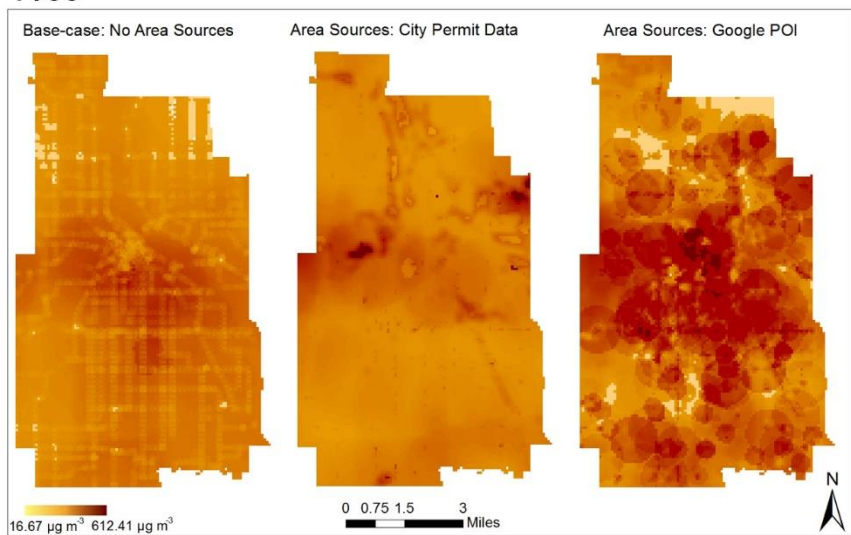 Base-case: No Area Sources
Area Sources: City Permit Data
Area Sources: Google POI
16.67 µg m-3
612.41 µg m-3
0 0.75 1.5 3
Miles
N